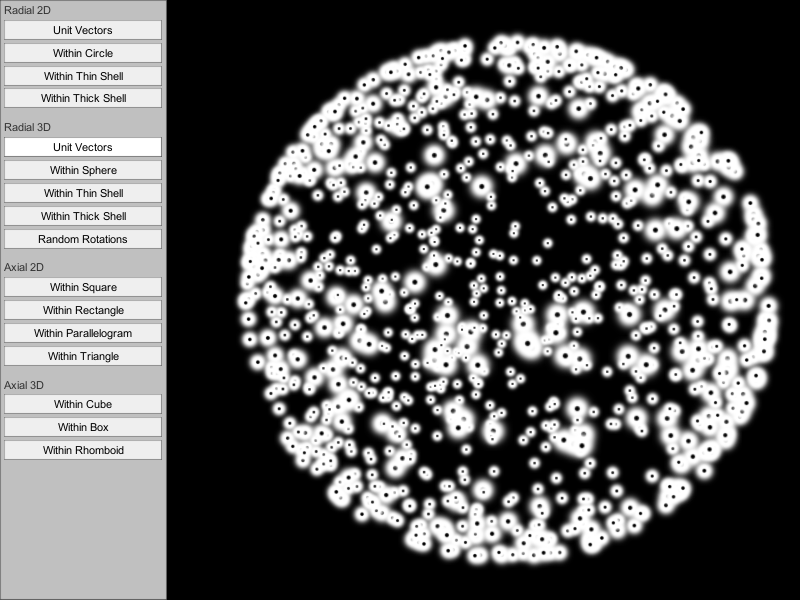 Radial 2D
Unit Vectors
Within Circle
Within Thin Shell
Within Thick Shell
Radial 3D
Unit Vectors
Within Sphere
Within Thin Shell
Within Thick Shell
Random Rotations
Axial 2D
Within Square
Within Rectangle
Within Parallelogram
Within Triangle
Axial 3D
Within Cube
Within Box
Within Rhomboid